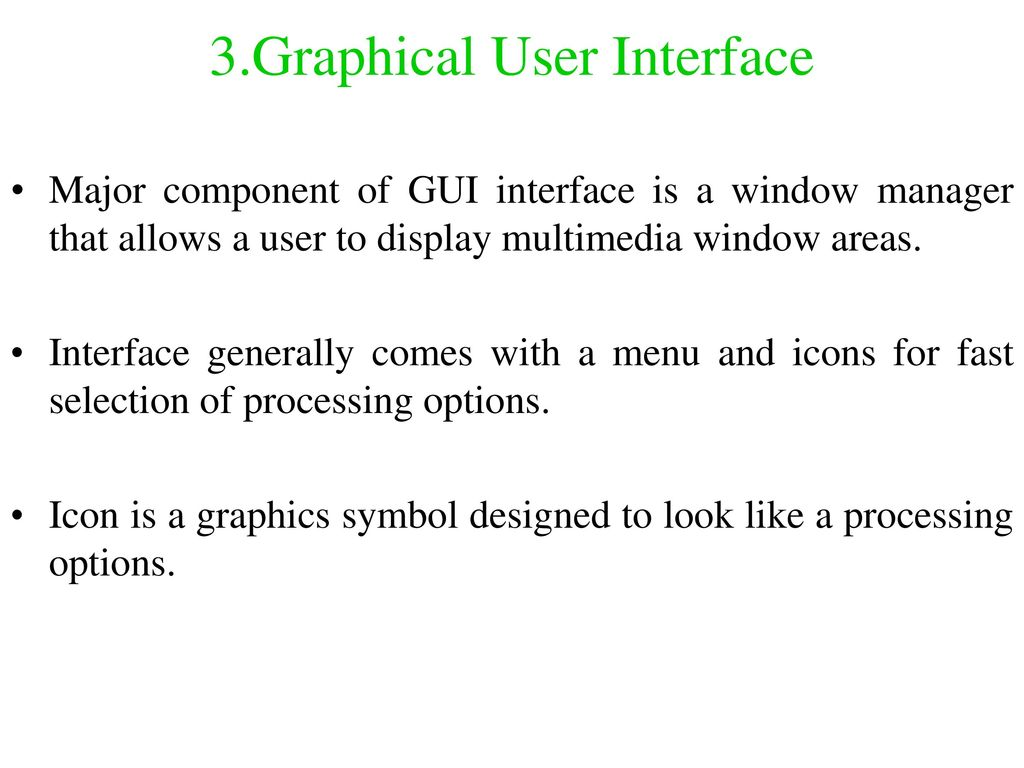 3.Graphical User Interface
• Major component of GUI interface is a window manager
that allows a user to display multimedia window areas.
• Interface generally comes with a menu and icons for fast
selection of processing options.
• Icon is a graphics symbol designed to look like a processing
options.